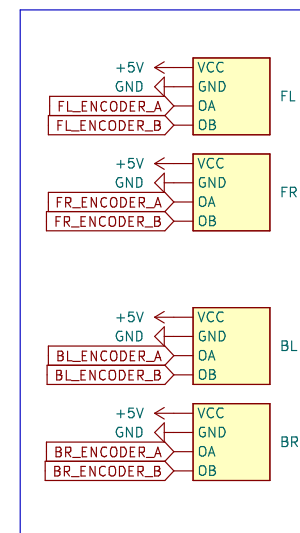 +5V VCC
GND GND
FL_ENCODER_A OA FL
FL_ENCODER_B OB
+5V VCC
GND GND
FR_ENCODER_A OA FR
FR_ENCODER_B OB
+5V VCC
GND GND
BL_ENCODER_A OA BL
BL_ENCODER_B OB
+5V VCC
GND GND
BR_ENCODER_A OA BR
BR_ENCODER_B OB